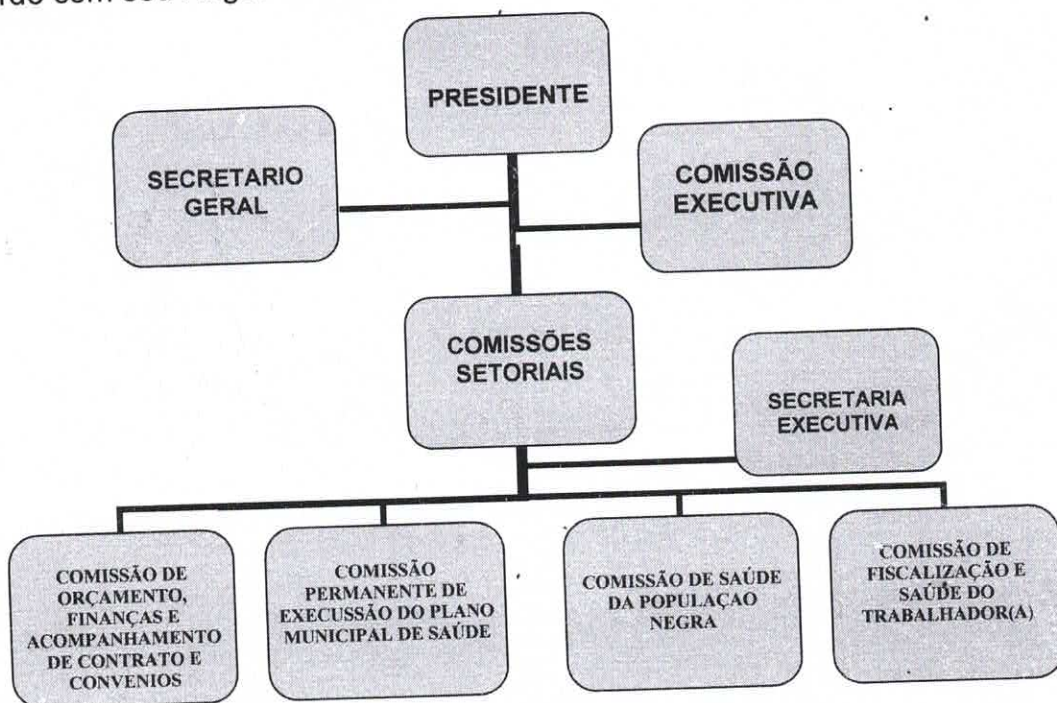 com seu
PRESIDENTE
SECRETARIO
GERAL
COMISSÃO
EXECUTIVA
COMISSÕES
SETORIAIS
SECRETARIA
EXECUTIVA
COMISSÃO DE
ORÇAMENTO,
FINANÇAS E
ACOMPANHAMENTO
DE CONTRATO E
CONVENIOS
COMISSÃO
PERMANENTE DE
EXECUSSÃO DO PLANO
MUNICIPAL DE SAÚDE
COMISSÃO DE SAÚDE
DA POPULAÇAO
NEGRA
COMISSÃO DE
FISCALIZAÇÃO E
SAÚDE DO
TRABALHADOR(A)